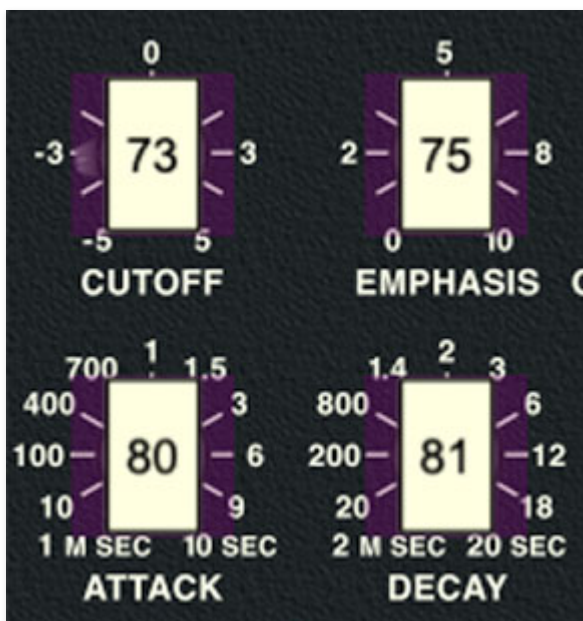 0 5
-3 73 3 2 75 8
-5 5 0 10
CUTOFF EMPHASIS
1 2
700 1.5 1.4 3
400 3 800 6
100 80 6 200 81 12
10 9 20 18
1 M SEC 10 SEC 2 M SEC 20 SEC
ATTACK DECAY